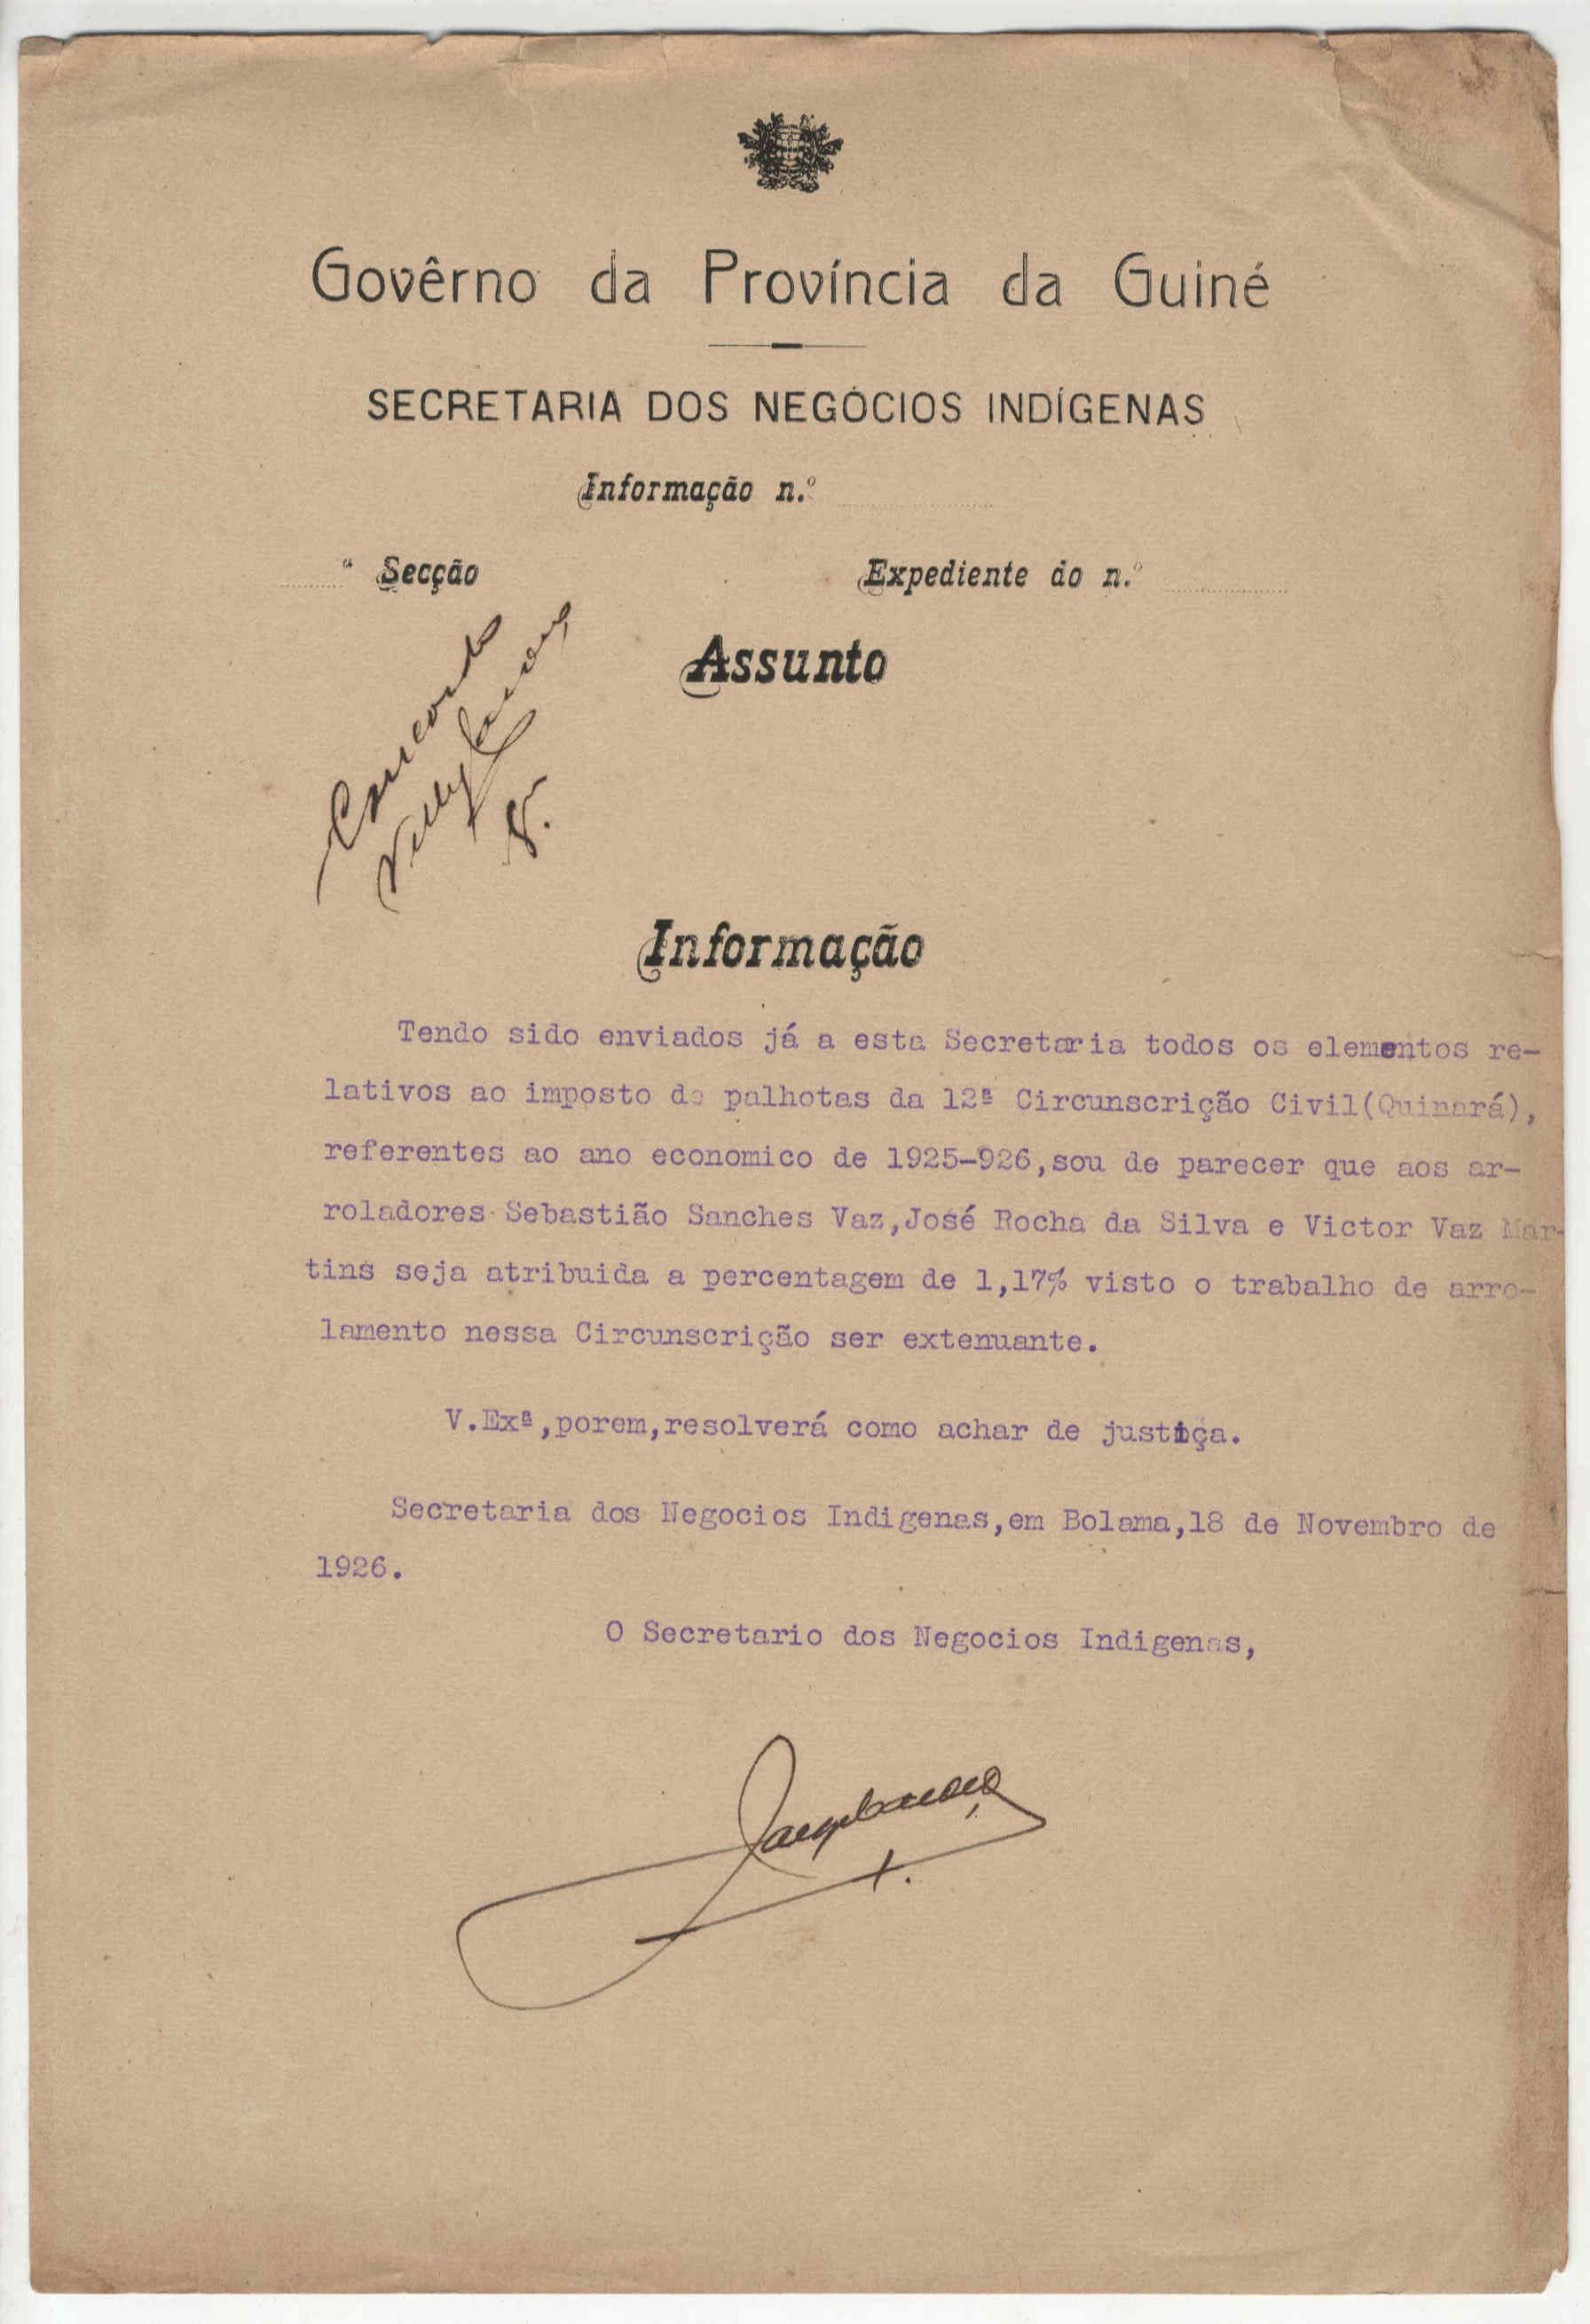 Govêrno da Província da Guiné
SECRETARIA DOS NEGÓCIOS INDÍGENAS
Informação n.º
ª Secção
Expediente do n.º
Concordo
Assunto
Informação
Tendo sido enviados já a esta Secretaria todos os elementos re-
lativos ao imposto de palhotas da 12ª Circunscrição Civil(Quinará),
referentes ao ano economico de 1925-926,sou de parecer que aos ar-
roladores Sebastião Sanches Vaz,José Rocha da Silva e Victor Vaz Mar-
tins seja atribuida a percentagem de 1,17% visto o trabalho de arro-
lamento nessa Circunscrição ser extenuante.
V.Exª,porem,resolverá como achar de justiça.
Secretaria dos Negocios Indigenas,em Bolama,18 de Novembro de
1926.
O Secretario dos Negocios Indigenas,